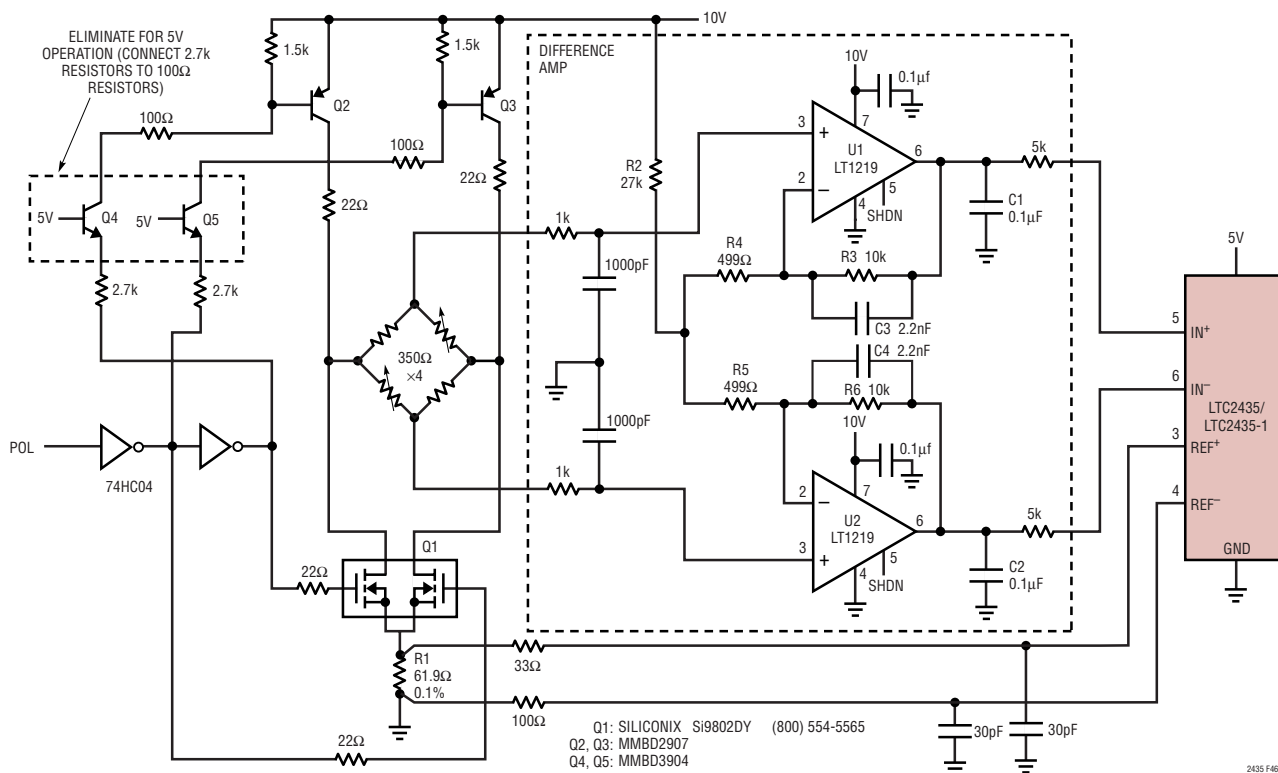 10V
ELIMINATE FOR 5V
OPERATION (CONNECT 2.7k
RESISTORS TO 100Ω
RESISTORS)
1.5k
1.5k
DIFFERENCE
AMP
10V
0.1µf
Q2
Q3
100Ω
100Ω
3
+
7
U1
LT1219
6
5k
2
–
5
4
SHDN
R2
27k
22Ω
22Ω
C1
0.1µF
5V
Q4
5V
Q5
1k
R4
499Ω
R3 10k
5V
1000pF
2.7k
2.7k
C3 2.2nF
5
IN+
350Ω
×4
C4 2.2nF
R5
499Ω
R6 10k
6
IN–
LTC2435/
LTC2435-1
1000pF
10V
0.1µf
3
REF+
POL
74HC04
1k
7
2
–
U2
LT1219
6
5k
4
REF–
3
+
5
4
SHDN
GND
Q1
22Ω
C2
0.1µF
R1
61.9Ω
0.1%
33Ω
100Ω
22Ω
30pF
30pF
Q1: SILICONIX Si9802DY (800) 554-5565
Q2, Q3: MMBD2907
Q4, Q5: MMBD3904
2435 F46